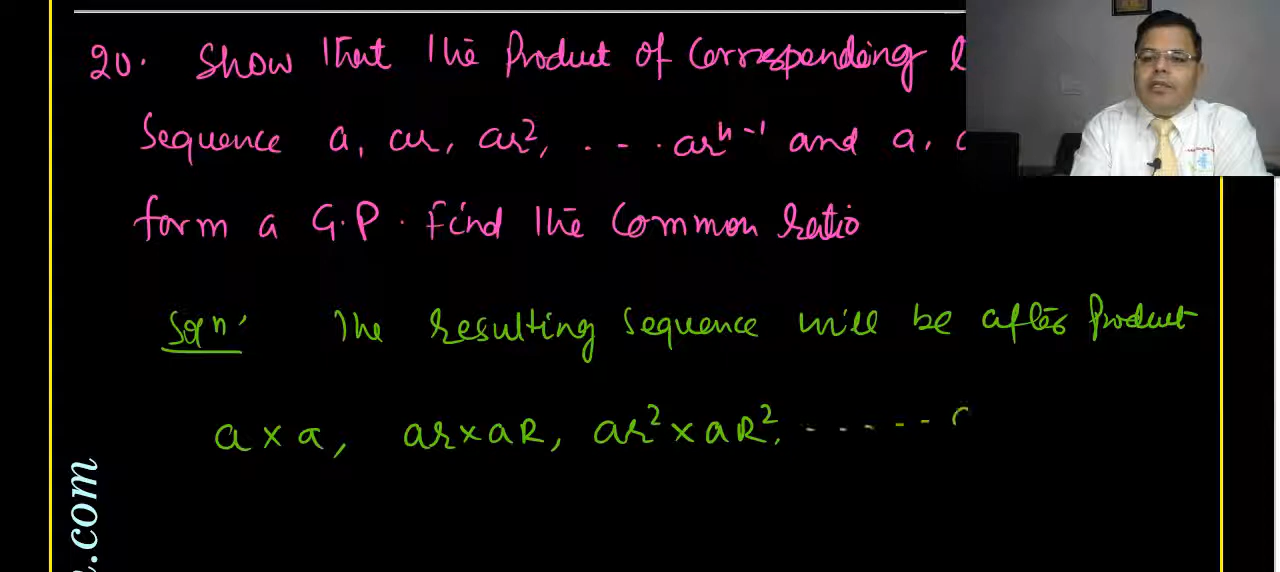 20. Show that the Product of corresponding
sequence a, ar, ar², . - - . arⁿ⁻¹ and a,
form a G.P. Find the common ratio
Solⁿ. The resulting sequence will be after Product
a × a, ar × aR, ar² × aR², - - - - - - -
.com